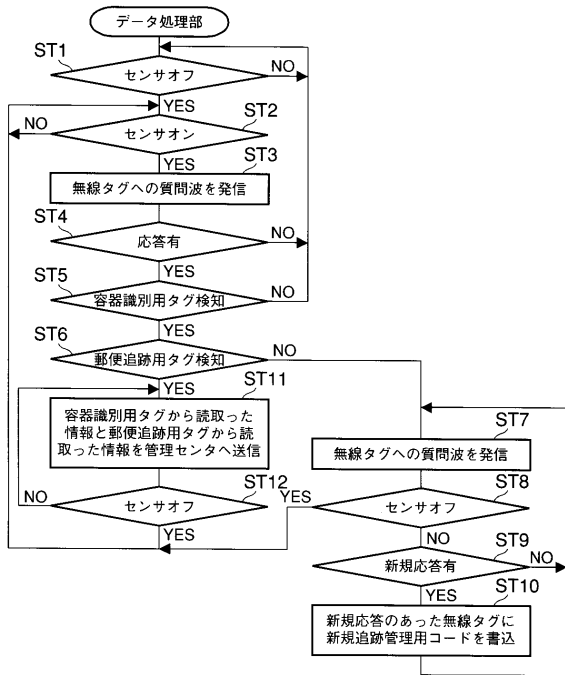 データ処理部
ST1
センサオフ
NO
YES
ST2
NO
センサオン
YES
ST3
無線タグへの質問波を発信
ST4
応答有
NO
YES
ST5
容器識別用タグ検知
NO
YES
ST6
郵便追跡用タグ検知
NO
YES
ST11
容器識別用タグから読取った
情報と郵便追跡用タグから読
取った情報を管理センタへ送信
ST7
無線タグへの質問波を発信
ST12
NO
センサオフ
YES
ST8
YES
センサオフ
NO
ST9
新規応答有
NO
YES
ST10
新規応答のあった無線タグに
新規追跡管理用コードを書込